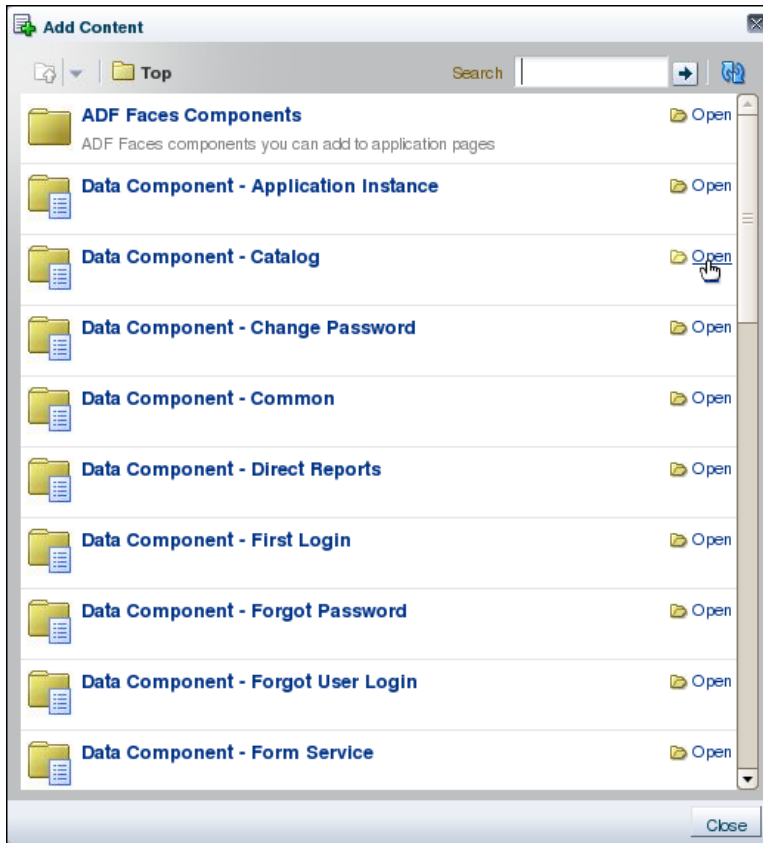 Add Content
Top Search
ADF Faces Components Open
ADF Faces components you can add to application pages
Data Component - Application Instance Open
Data Component - Catalog Open
Data Component - Change Password Open
Data Component - Common Open
Data Component - Direct Reports Open
Data Component - First Login Open
Data Component - Forgot Password Open
Data Component - Forgot User Login Open
Data Component - Form Service Open
Close